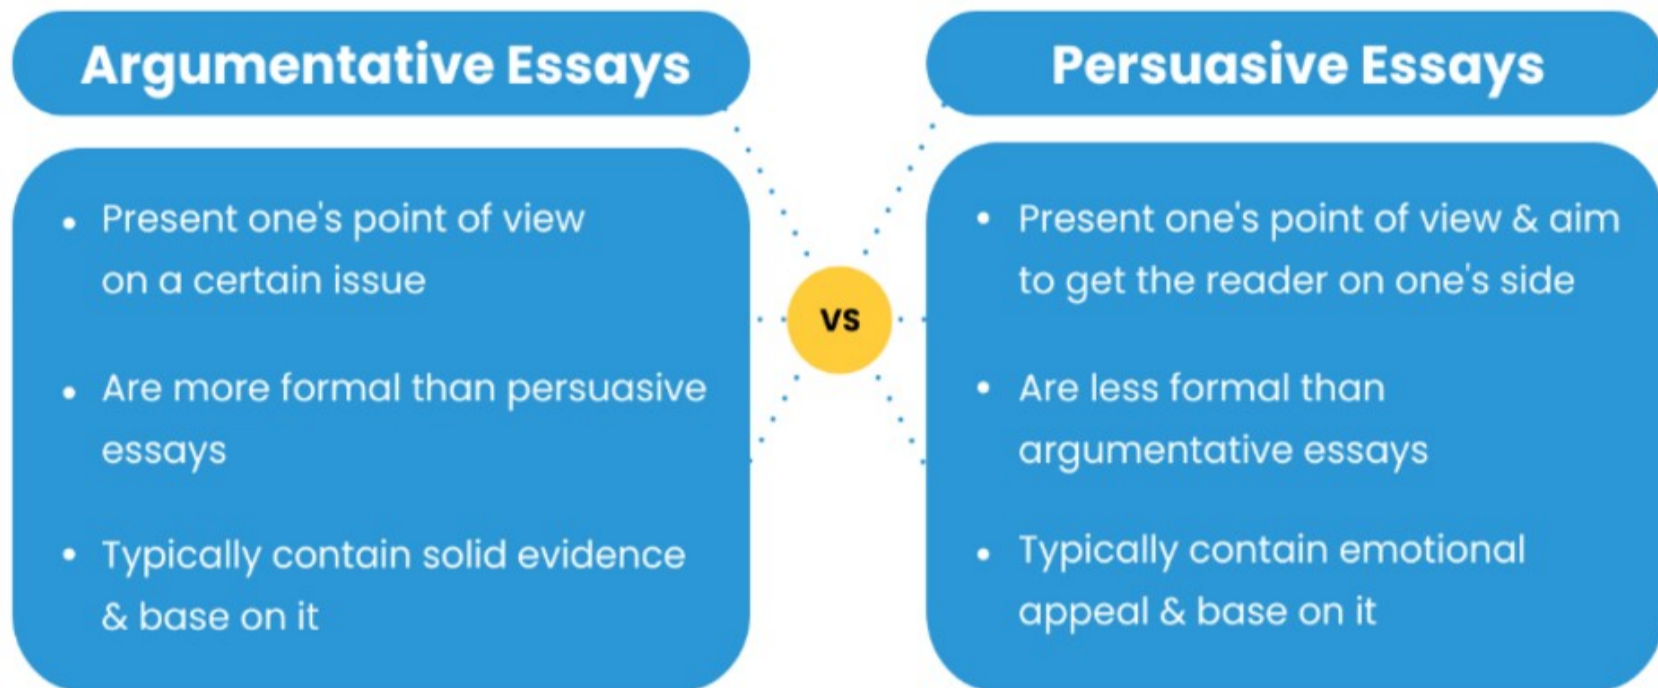 Argumentative Essays
• Present one's point of view
on a certain issue
• Are more formal than persuasive
essays
• Typically contain solid evidence
& base on it
vs
Persuasive Essays
• Present one's point of view & aim
to get the reader on one's side
• Are less formal than
argumentative essays
• Typically contain emotional
appeal & base on it